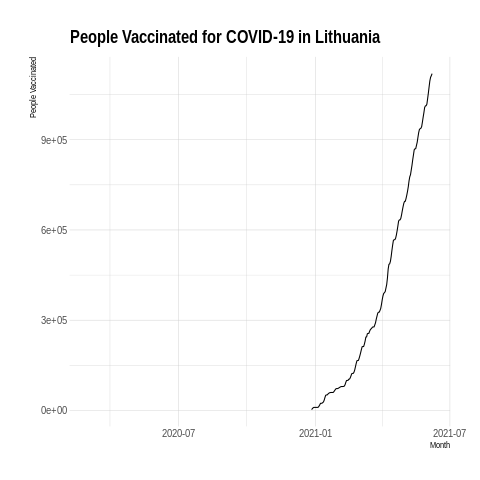 People Vaccinated for COVID-19 in Lithuania
People Vaccinated
9e+05
6e+05
3e+05
0e+00
2020-07
2021-01
2021-07
Month